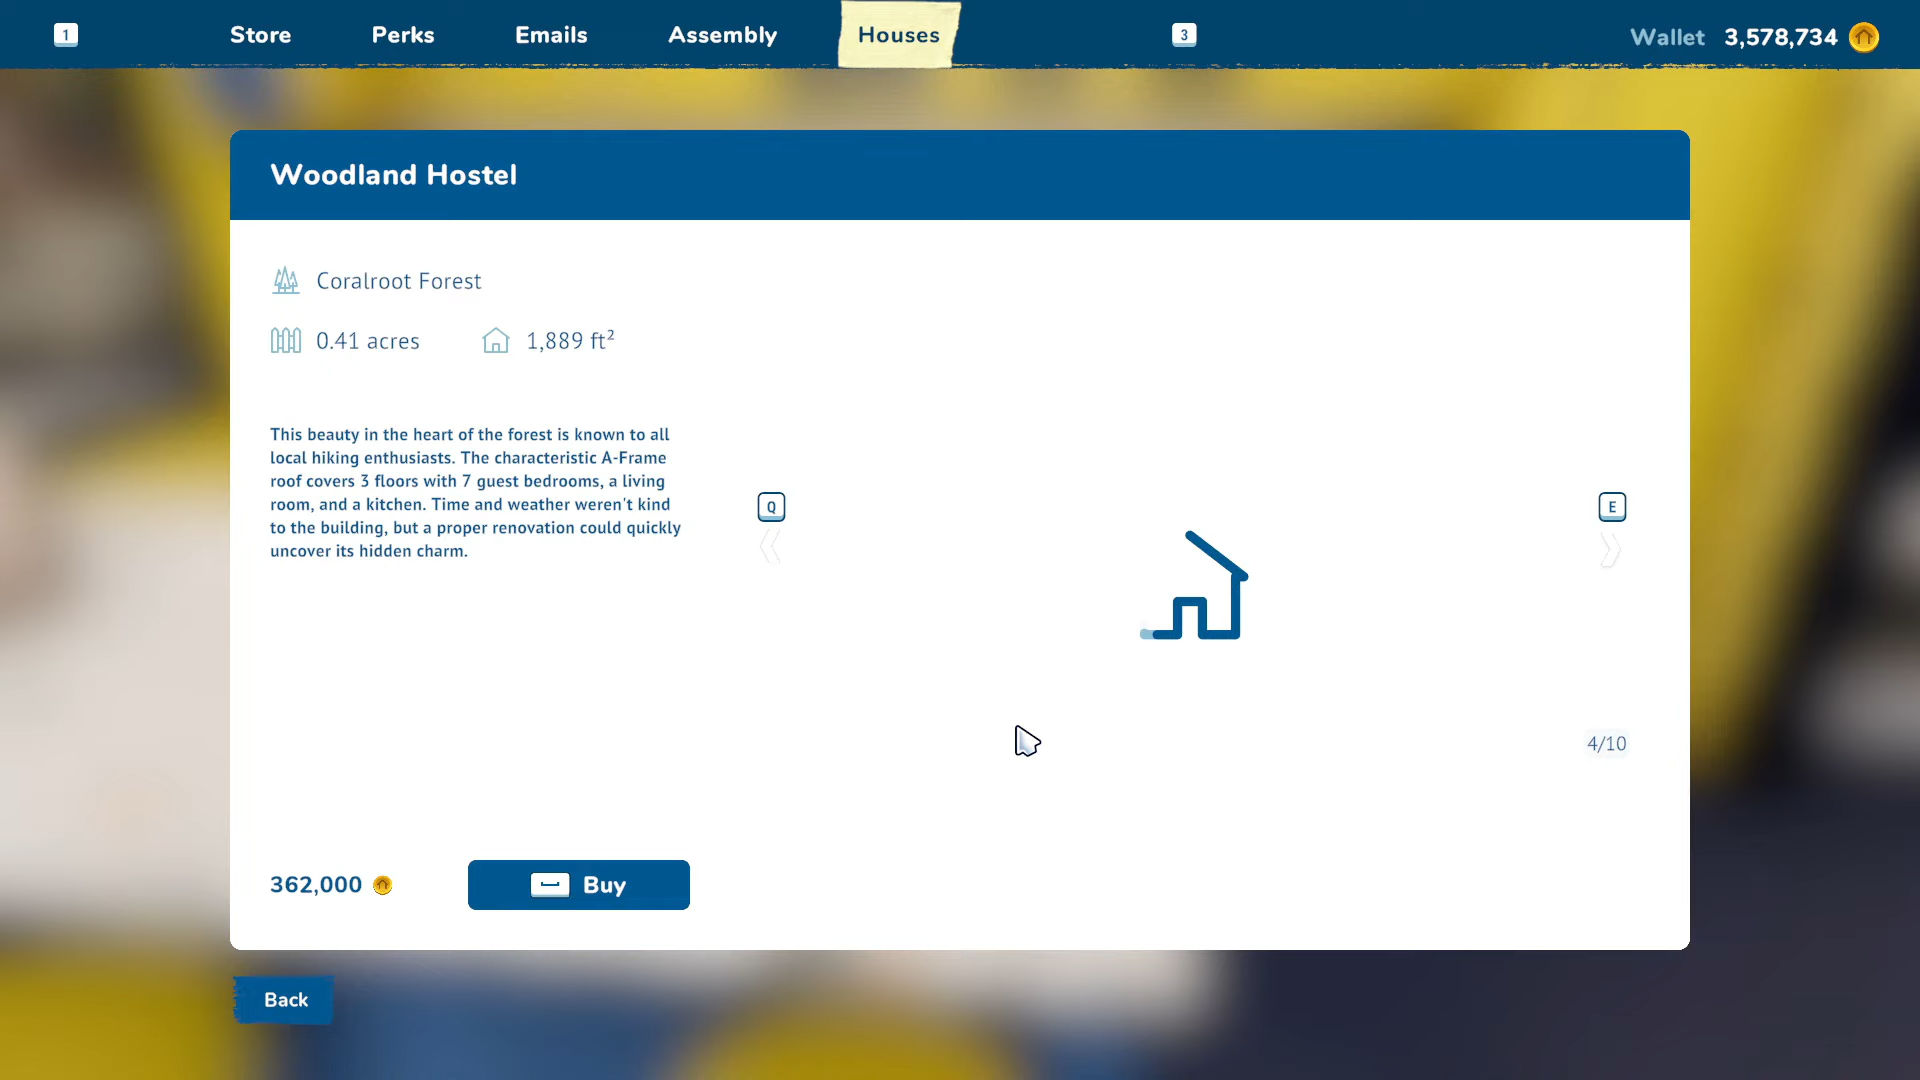 1
Store
Perks
Emails
Assembly
Houses
3
Wallet 3,578,734
Woodland Hostel
Coralroot Forest
0.41 acres
1,889 ft²
This beauty in the heart of the forest is known to all
local hiking enthusiasts. The characteristic A-Frame
roof covers 3 floors with 7 guest bedrooms, a living
room, and a kitchen. Time and weather weren't kind
to the building, but a proper renovation could quickly
uncover its hidden charm.
Q
E
4/10
362,000
Buy
Back